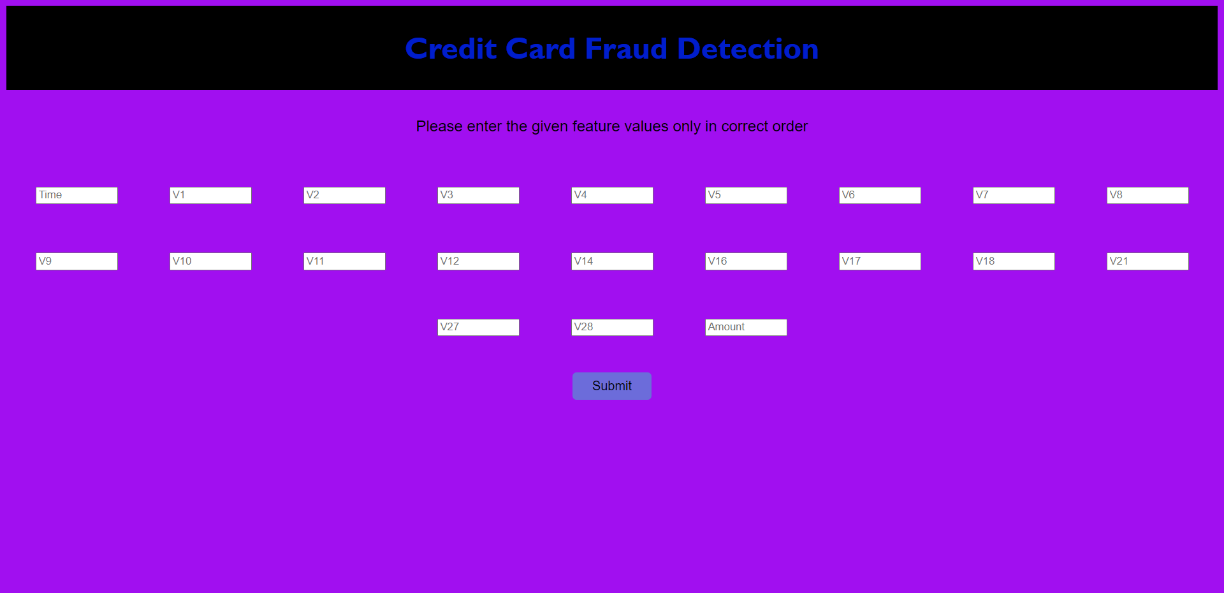 Credit Card Fraud Detection
Please enter the given feature values only in correct order
Time V1 V2 V3 V4 V5 V6 V7 V8
V9 V10 V11 V12 V14 V16 V17 V18 V21
V27 V28 Amount
Submit